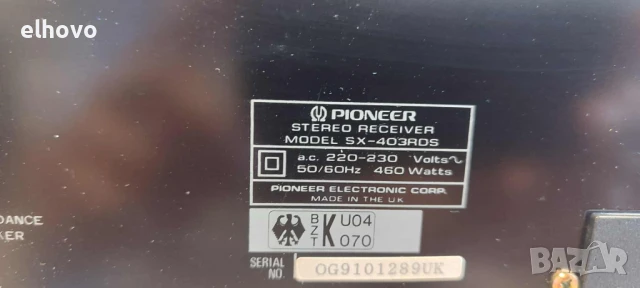 elhovo
PIONEER
STEREO RECEIVER
MODEL SX-403RDS
a.c. 220-230 Volts~
50/60Hz 460 Watts
PIONEER ELECTRONIC CORP.
MADE IN THE UK
BZT K U04 070
DANCE
KER
SERIAL NO. OG9101289UK
BAZAR